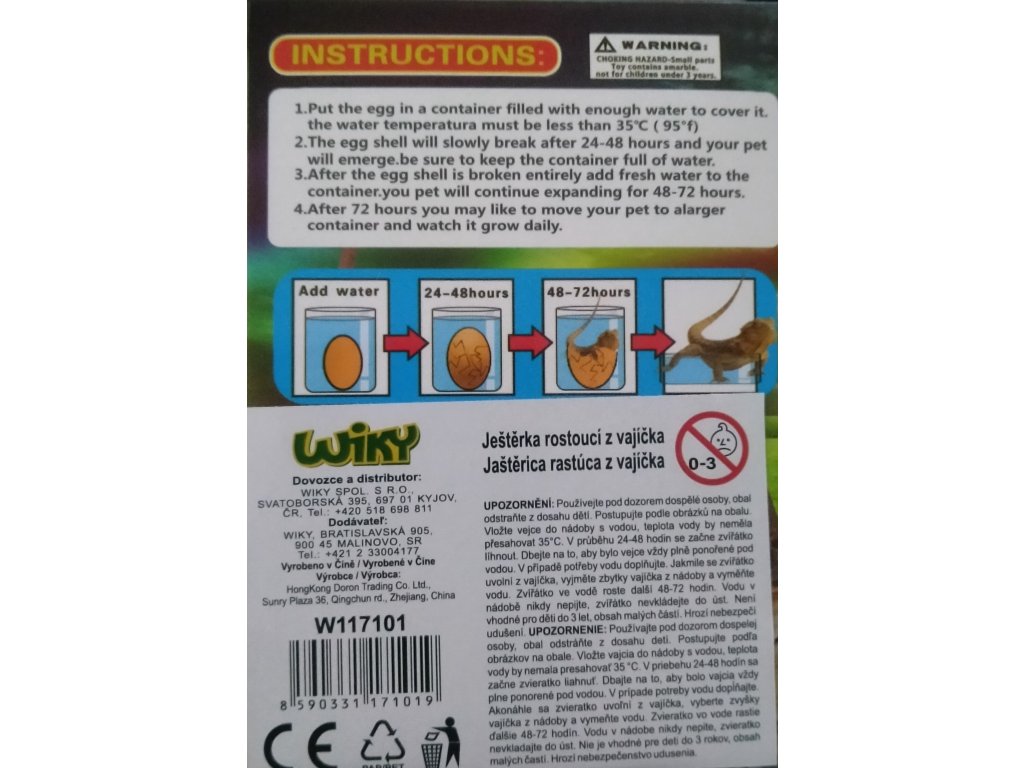 INSTRUCTIONS:
WARNING:
CHOKING HAZARD-Small parts
Toy contains amarble.
not for children under 3 years.
1.Put the egg in a container filled with enough water to cover it.
the water temperatura must be less than 35℃ ( 95°f)
2.The egg shell will slowly break after 24-48 hours and your pet
will emerge.be sure to keep the container full of water.
3.After the egg shell is broken entirely add fresh water to the
container.you pet will continue expanding for 48-72 hours.
4.After 72 hours you may like to move your pet to alarger
container and watch it grow daily.
Add water
24-48hours
48-72hours
WIKY
Dovozce a distributor:
WIKY SPOL. S R.O.,
SVATOBORSKÁ 395, 697 01 KYJOV,
ČR, Tel.: +420 518 698 811
Dodávateľ:
WIKY, BRATISLAVSKÁ 905,
900 45 MALINOVO, SR
Tel.: +421 2 33004177
Vyrobeno v Číně / Vyrobené v Číne
Výrobce / Výrobca:
HongKong Doron Trading Co. Ltd.,
Sunry Plaza 36, Qingchun rd., Zhejiang, China
W117101
8 590331 171019
CE
PAP/PET
Ještěrka rostoucí z vajíčka
Jaštěrica rastúca z vajíčka
0-3
UPOZORNĚNÍ: Používejte pod dozorem dospělé osoby, obal
odstraňte z dosahu dětí. Postupujte podle obrázků na obalu.
Vložte vejce do nádoby s vodou, teplota vody by neměla
přesahovat 35°C. V průběhu 24-48 hodin se začne zvířátko
líhnout. Dbejte na to, aby bylo vejce vždy plně ponořené pod
vodou. V případě potřeby vodu doplňujte. Jakmile se zvířátko
uvolní z vajíčka, vyjměte zbytky vajíčka z nádoby a vyměňte
vodu. Zvířátko ve vodě roste další 48-72 hodin. Vodu v
nádobě nikdy nepijte, zvířátko nevkládejte do úst. Není
vhodné pro děti do 3 let, obsah malých částí. Hrozí nebezpečí
udušení. UPOZORNENIE: Používajte pod dozorom dospelej
osoby, obal odstráňte z dosahu detí. Postupujte podľa
obrázkov na obale. Vložte vajcia do nádoby s vodou, teplota
vody by nemala presahovať 35 °C. V priebehu 24-48 hodín sa
začne zvieratko liahnuť. Dbajte na to, aby bolo vajcia vždy
plne ponorené pod vodou. V prípade potreby vodu dopĺňajte.
Akonáhle sa zvieratko uvoľní z vajíčka, vyberte zvyšky
vajíčka z nádoby a vymeňte vodu. Zvieratko vo vode rastie
ďalšie 48-72 hodín. Vodu v nádobe nikdy nepite, zvieratko
nevkladajte do úst. Nie je vhodné pre deti do 3 rokov, obsah
malých častí. Hrozí nebezpečenstvo udusenia.